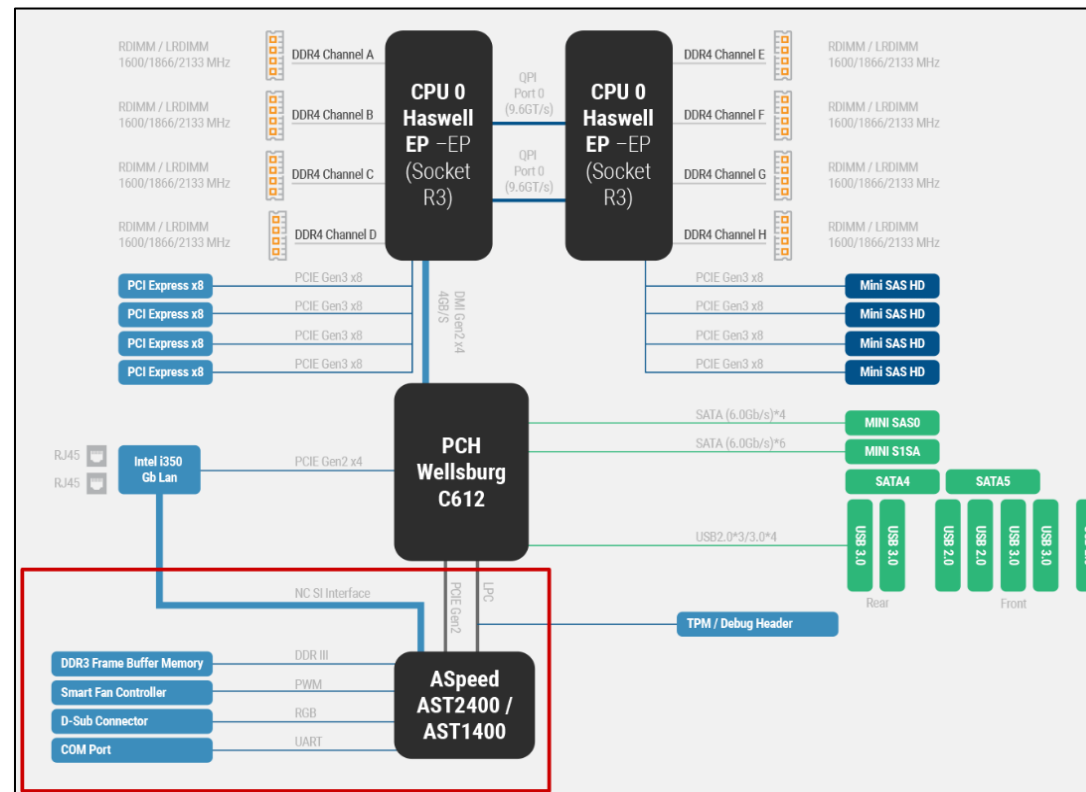 RDIMM / LRDIMM
1600/1866/2133 MHz
DDR4 Channel A
RDIMM / LRDIMM
1600/1866/2133 MHz
DDR4 Channel B
RDIMM / LRDIMM
1600/1866/2133 MHz
DDR4 Channel C
RDIMM / LRDIMM
1600/1866/2133 MHz
DDR4 Channel D
CPU 0
Haswell
EP –EP
(Socket
R3)
QPI
Port 0
(9.6GT/s)
QPI
Port 0
(9.6GT/s)
CPU 0
Haswell
EP –EP
(Socket
R3)
DDR4 Channel E
RDIMM / LRDIMM
1600/1866/2133 MHz
DDR4 Channel F
RDIMM / LRDIMM
1600/1866/2133 MHz
DDR4 Channel G
RDIMM / LRDIMM
1600/1866/2133 MHz
DDR4 Channel H
RDIMM / LRDIMM
1600/1866/2133 MHz
PCI Express x8
PCIE Gen3 x8
PCI Express x8
PCIE Gen3 x8
PCI Express x8
PCIE Gen3 x8
PCI Express x8
PCIE Gen3 x8
DMI Gen2 x4
4GB/S
PCIE Gen3 x8
Mini SAS HD
PCIE Gen3 x8
Mini SAS HD
PCIE Gen3 x8
Mini SAS HD
PCIE Gen3 x8
Mini SAS HD
RJ45
RJ45
Intel i350
Gb Lan
PCIE Gen2 x4
PCH
Wellsburg
C612
SATA (6.0Gb/s)*4
MINI SAS0
SATA (6.0Gb/s)*6
MINI S1SA
SATA4
SATA5
USB2.0*3/3.0*4
USB 3.0
USB 3.0
USB 2.0
USB 2.0
USB 3.0
USB 3.0
Rear
Front
NC SI Interface
PCIE Gen2
LPC
TPM / Debug Header
DDR3 Frame Buffer Memory
DDR III
Smart Fan Controller
PWM
D-Sub Connector
RGB
COM Port
UART
ASpeed
AST2400 /
AST1400